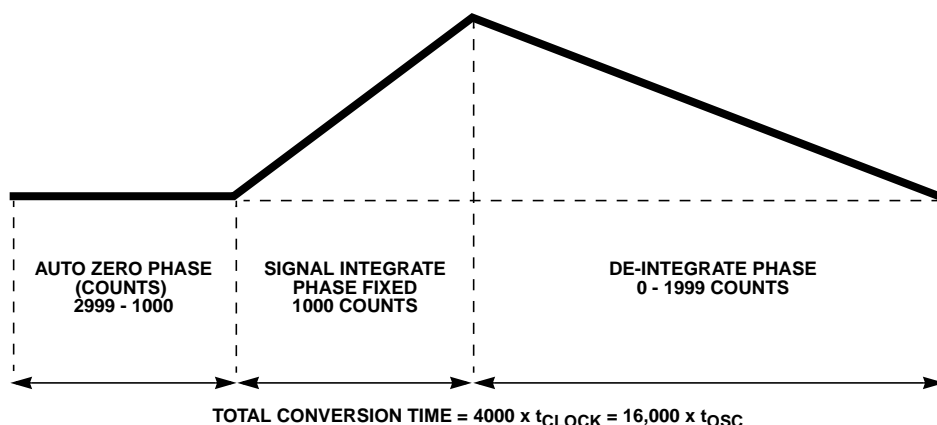 AUTO ZERO PHASE
(COUNTS)
2999 - 1000
SIGNAL INTEGRATE
PHASE FIXED
1000 COUNTS
DE-INTEGRATE PHASE
0 - 1999 COUNTS
TOTAL CONVERSION TIME = 4000 x tCLOCK = 16,000 x tOSC